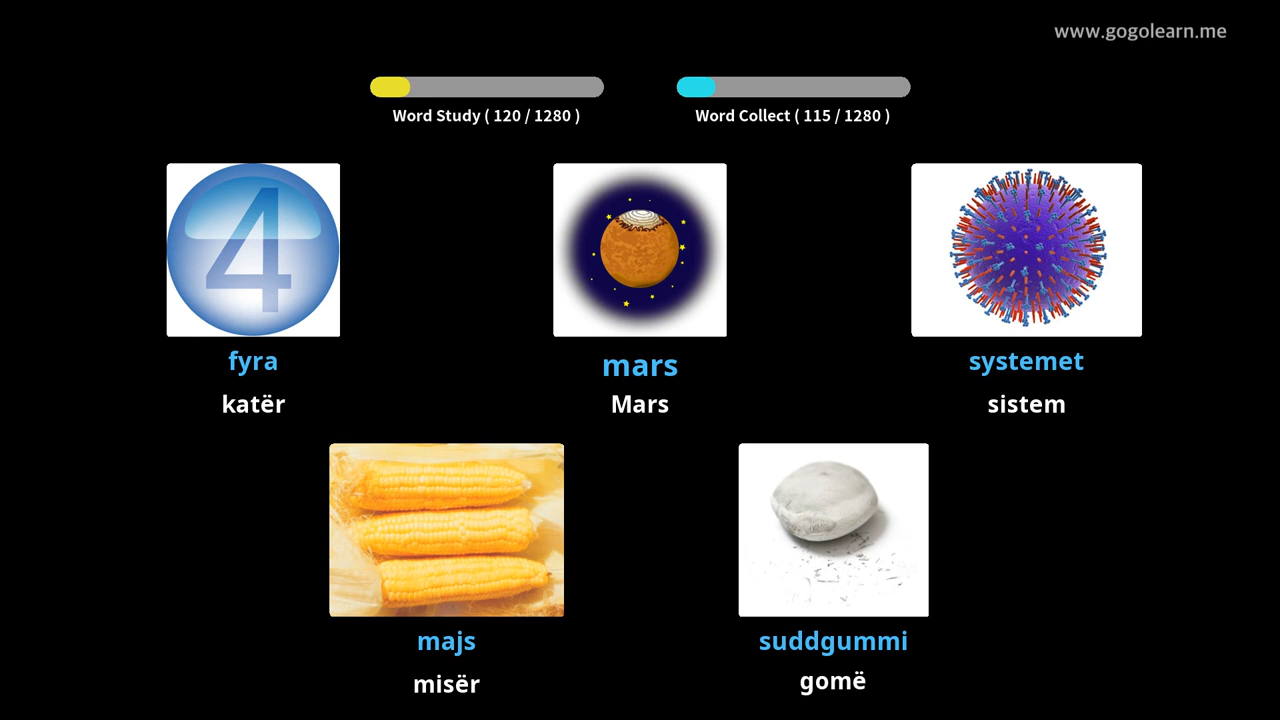 www.gogolearn.me
Word Study ( 120 / 1280 )
Word Collect ( 115 / 1280 )
4
fyra
katër
mars
Mars
systemet
sistem
majs
misër
suddgummi
gomë